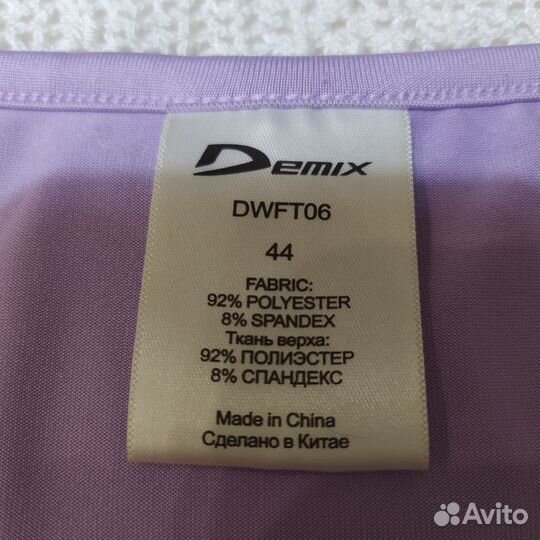 Demix
DWFT06
44
FABRIC:
92% POLYESTER
8% SPANDEX
Ткань верха:
92% ПОЛИЭСТЕР
8% СПАНДЕКС
Made in China
Сделано в Китае
Avito